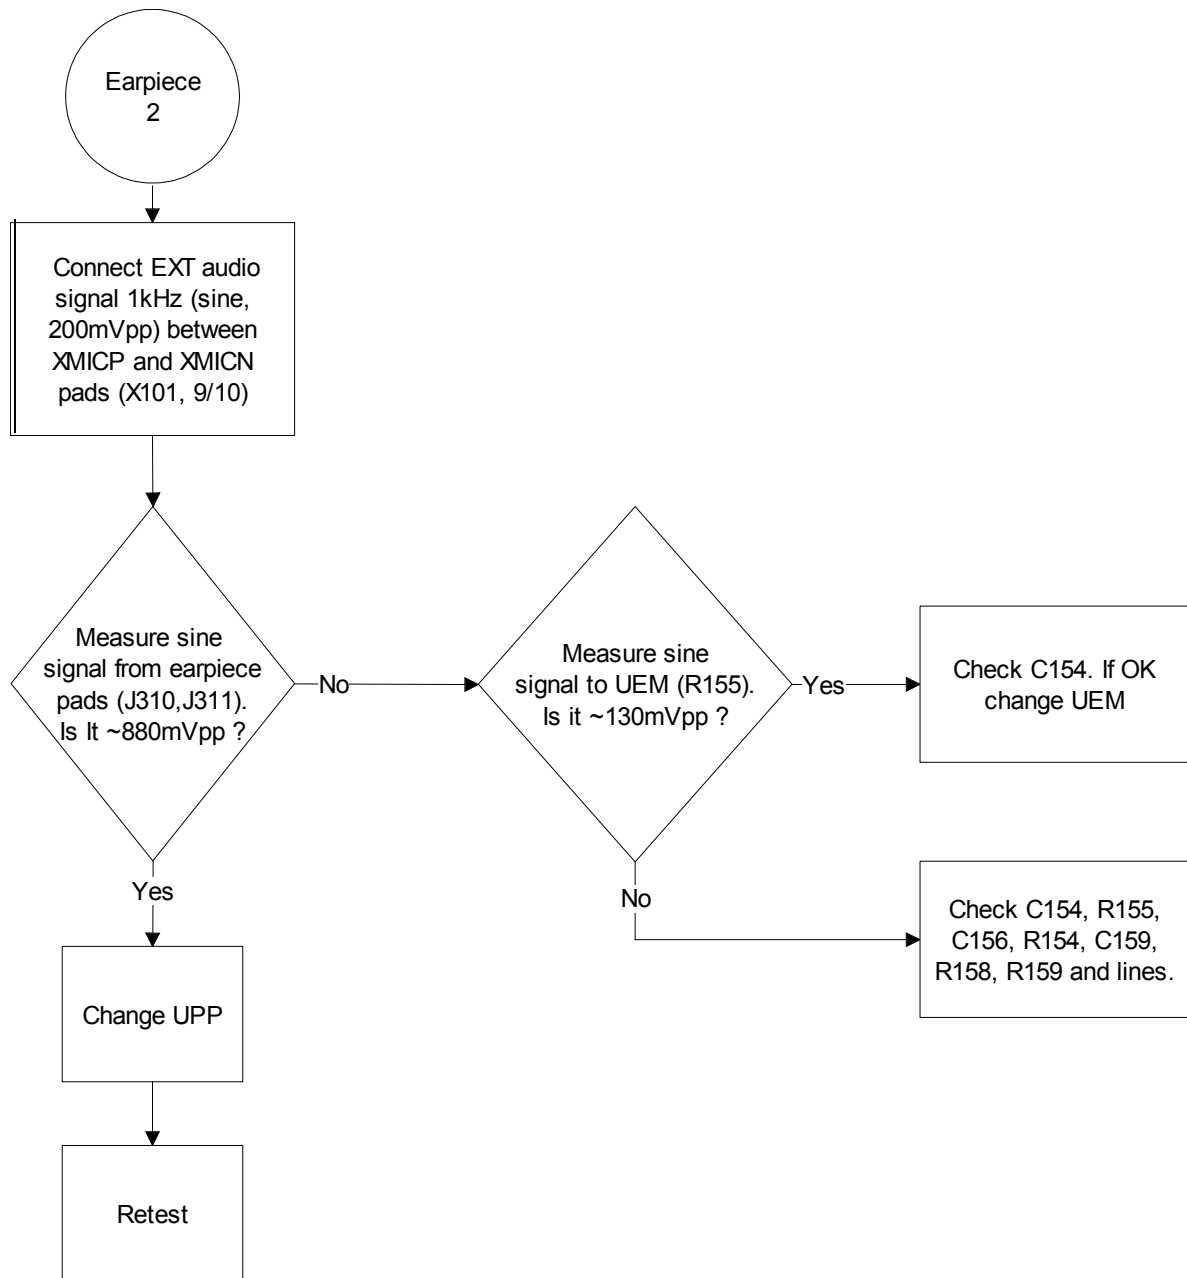 Earpiece
2
Connect EXT audio
signal 1kHz (sine,
200mVpp) between
XMICP and XMICN
pads (X101, 9/10)
Measure sine
signal from earpiece
pads (J310,J311).
Is It ~880mVpp ?
No
Measure sine
signal to UEM (R155).
Is it ~130mVpp ?
Yes
Check C154. If OK
change UEM
No
Check C154, R155,
C156, R154, C159,
R158, R159 and lines.
Yes
Change UPP
Retest